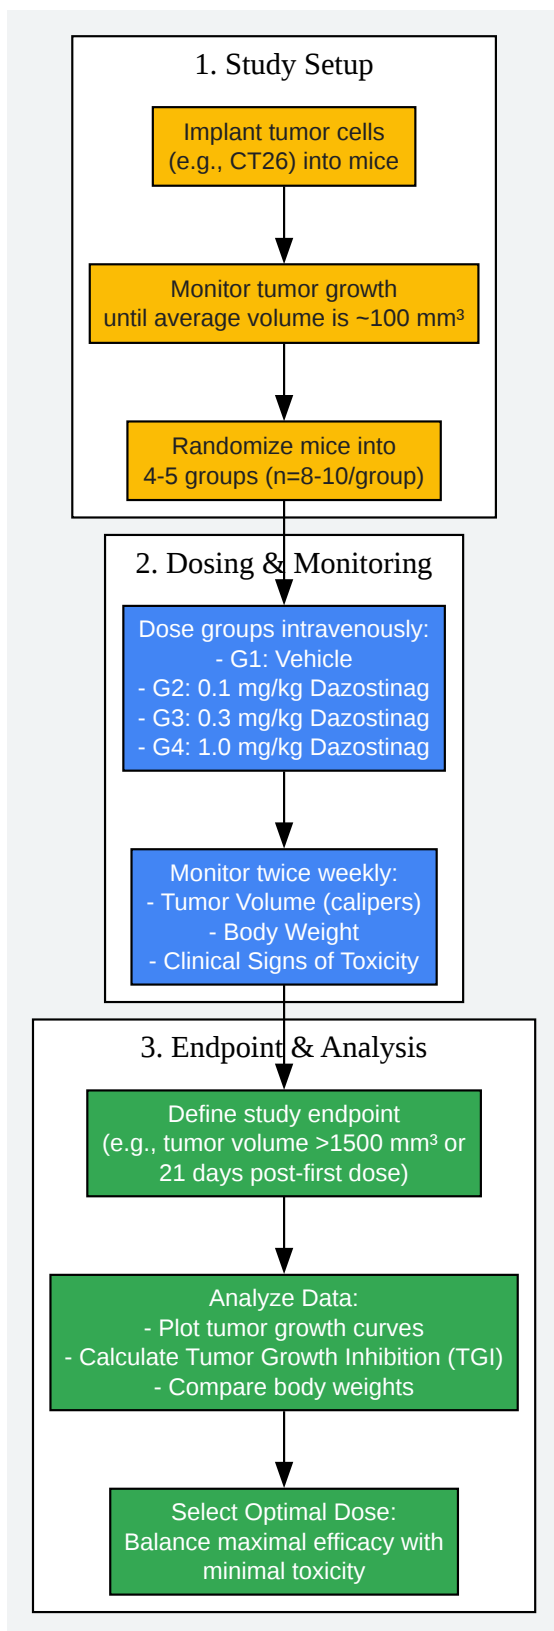 1. Study Setup
Implant tumor cells
(e.g., CT26) into mice
Monitor tumor growth
until average volume is ~100 mm³
Randomize mice into
4-5 groups (n=8-10/group)
2. Dosing & Monitoring
Dose groups intravenously:
- G1: Vehicle
- G2: 0.1 mg/kg Dazostinag
- G3: 0.3 mg/kg Dazostinag
- G4: 1.0 mg/kg Dazostinag
Monitor twice weekly:
- Tumor Volume (calipers)
- Body Weight
- Clinical Signs of Toxicity
3. Endpoint & Analysis
Define study endpoint
(e.g., tumor volume >1500 mm³ or
21 days post-first dose)
Analyze Data:
- Plot tumor growth curves
- Calculate Tumor Growth Inhibition (TGI)
- Compare body weights
Select Optimal Dose:
Balance maximal efficacy with
minimal toxicity